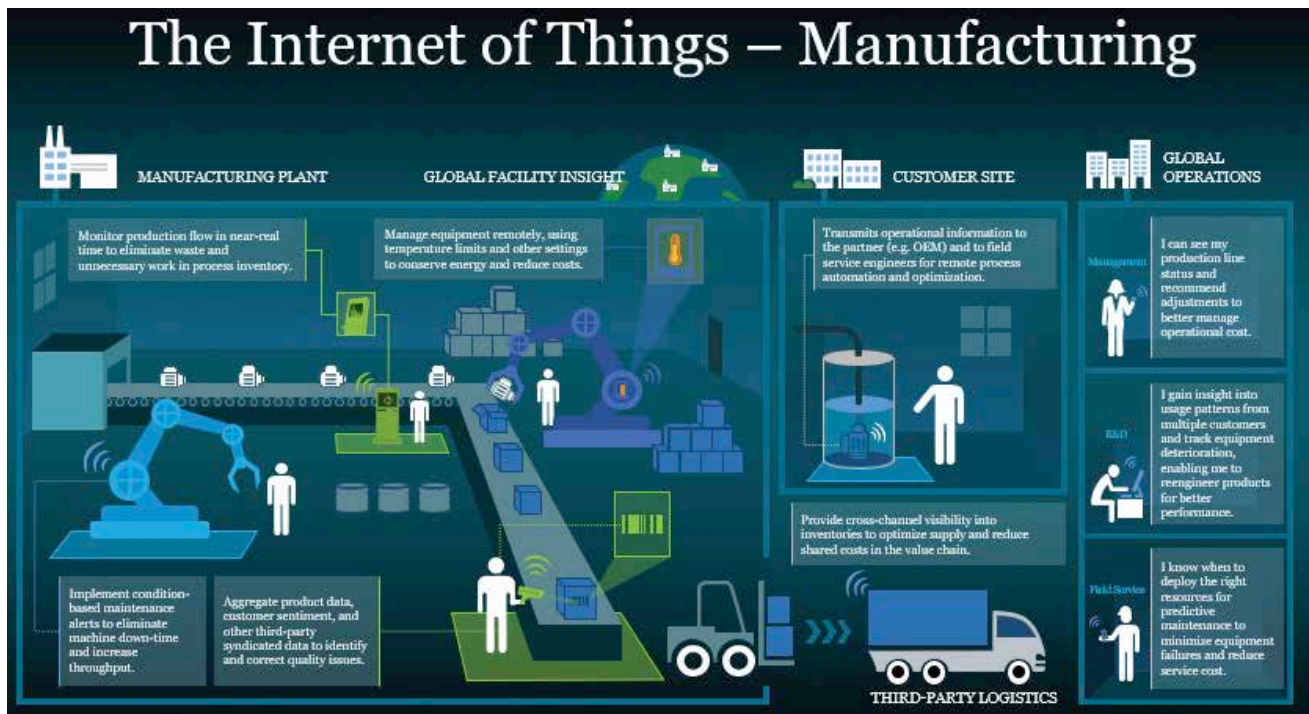 The Internet of Things – Manufacturing
MANUFACTURING PLANT
GLOBAL FACILITY INSIGHT
CUSTOMER SITE
GLOBAL
OPERATIONS
Monitor production flow in near-real
time to eliminate waste and
unnecessary work in process inventory.
Manage equipment remotely, using
temperature limits and other settings
to conserve energy and reduce costs.
Transmits operational information to
the partner (e.g. OEM) and to field
service engineers for remote process
automation and optimization.
Management
I can see my
production line
status and
recommend
adjustments to
better manage
operational cost.
R&D
I gain insight into
usage patterns from
multiple customers
and track equipment
deterioration,
enabling me to
reengineer products
for better
performance.
Provide cross-channel visibility into
inventories to optimize supply and reduce
shared costs in the value chain.
Implement condition-
based maintenance
alerts to eliminate
machine down-time
and increase
throughput.
Aggregate product data,
customer sentiment, and
other third-party
syndicated data to identify
and correct quality issues.
Field Service
I know when to
deploy the right
resources for
predictive
maintenance to
minimize equipment
failures and reduce
service cost.
THIRD-PARTY LOGISTICS